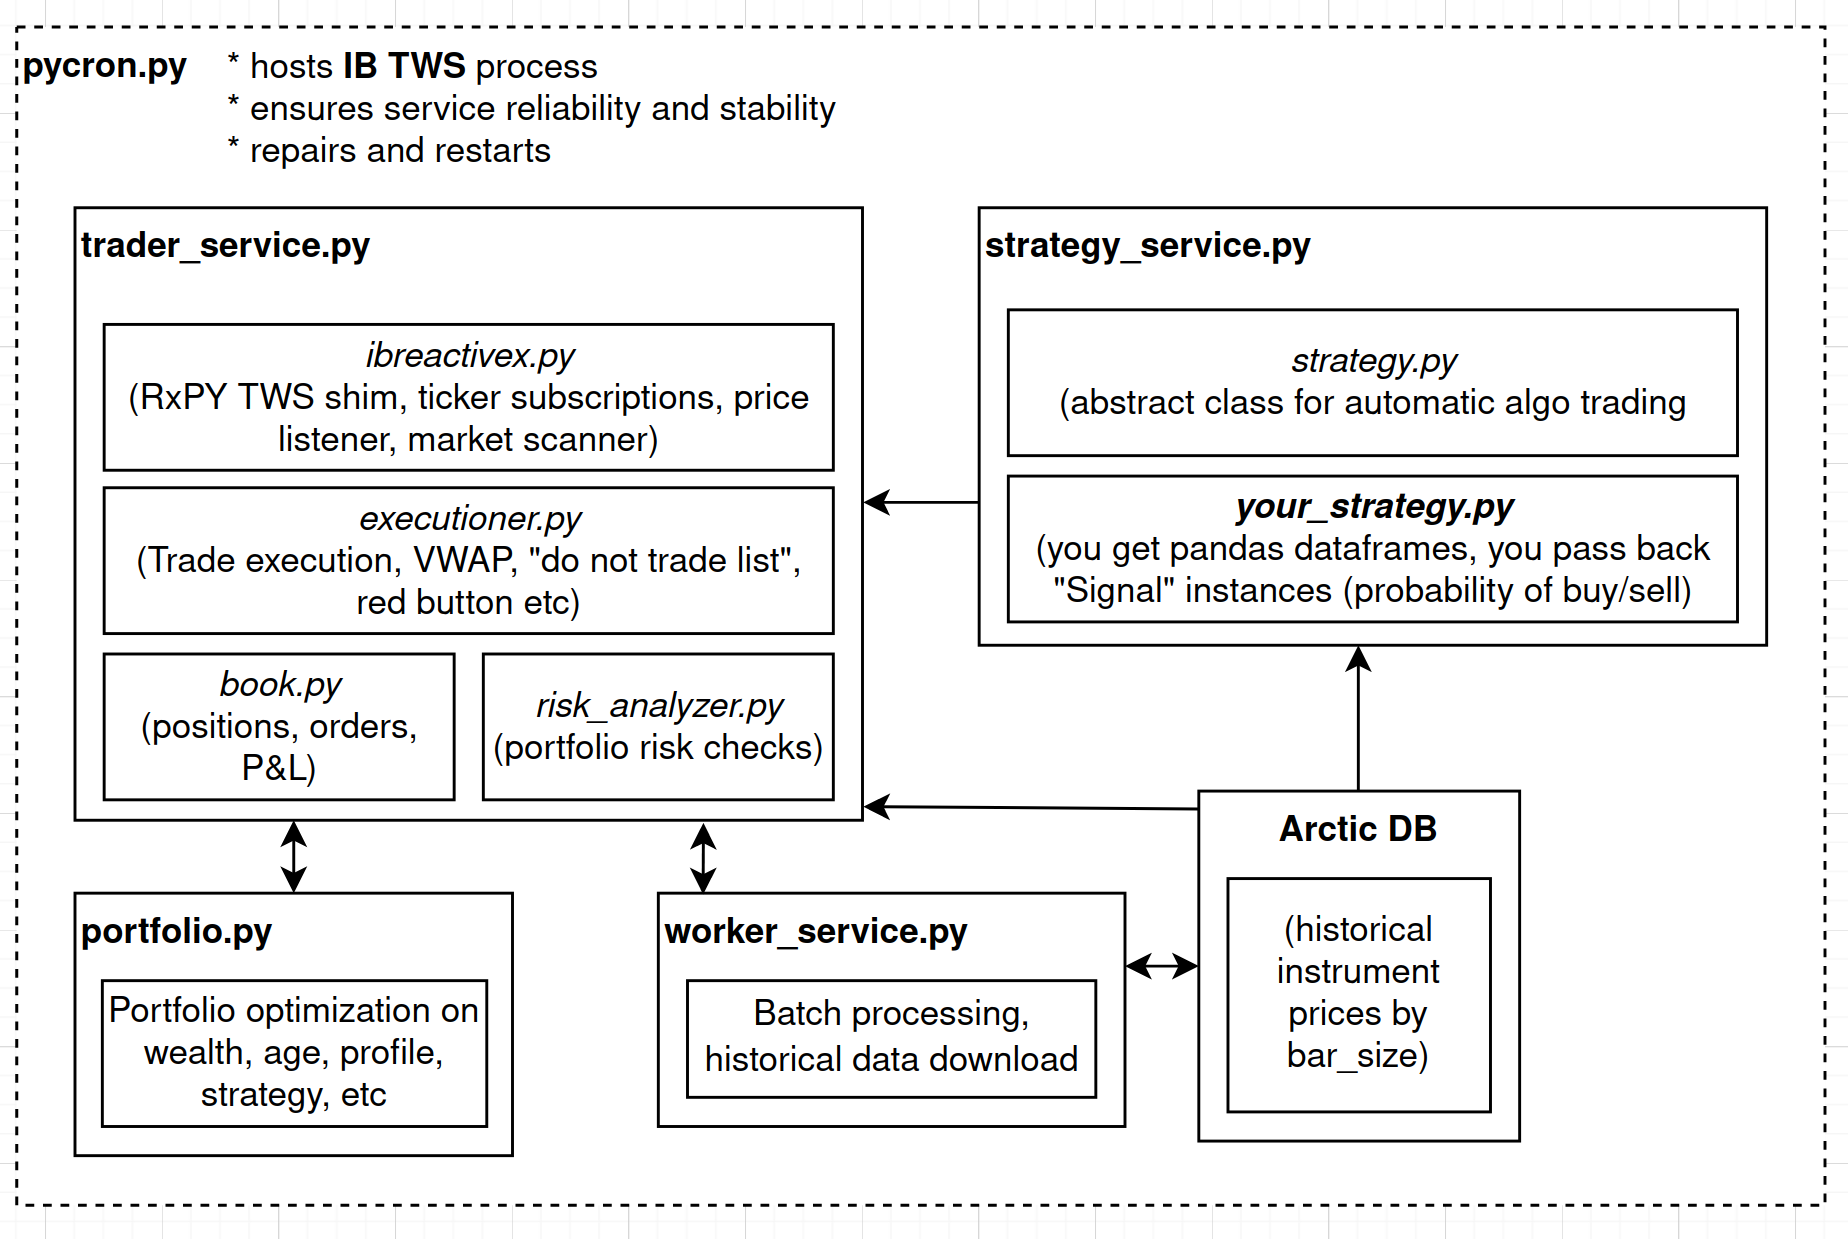 pycron.py
* hosts IB TWS process
* ensures service reliability and stability
* repairs and restarts
trader_service.py
ibreactivex.py
(RxPY TWS shim, ticker subscriptions, price
listener, market scanner)
executioner.py
(Trade execution, VWAP, "do not trade list",
red button etc)
book.py
(positions, orders,
P&L)
risk_analyzer.py
(portfolio risk checks)
strategy_service.py
strategy.py
(abstract class for automatic algo trading
your_strategy.py
(you get pandas dataframes, you pass back
"Signal" instances (probability of buy/sell)
portfolio.py
Portfolio optimization on
wealth, age, profile,
strategy, etc
worker_service.py
Batch processing,
historical data download
Arctic DB
(historical
instrument
prices by
bar_size)